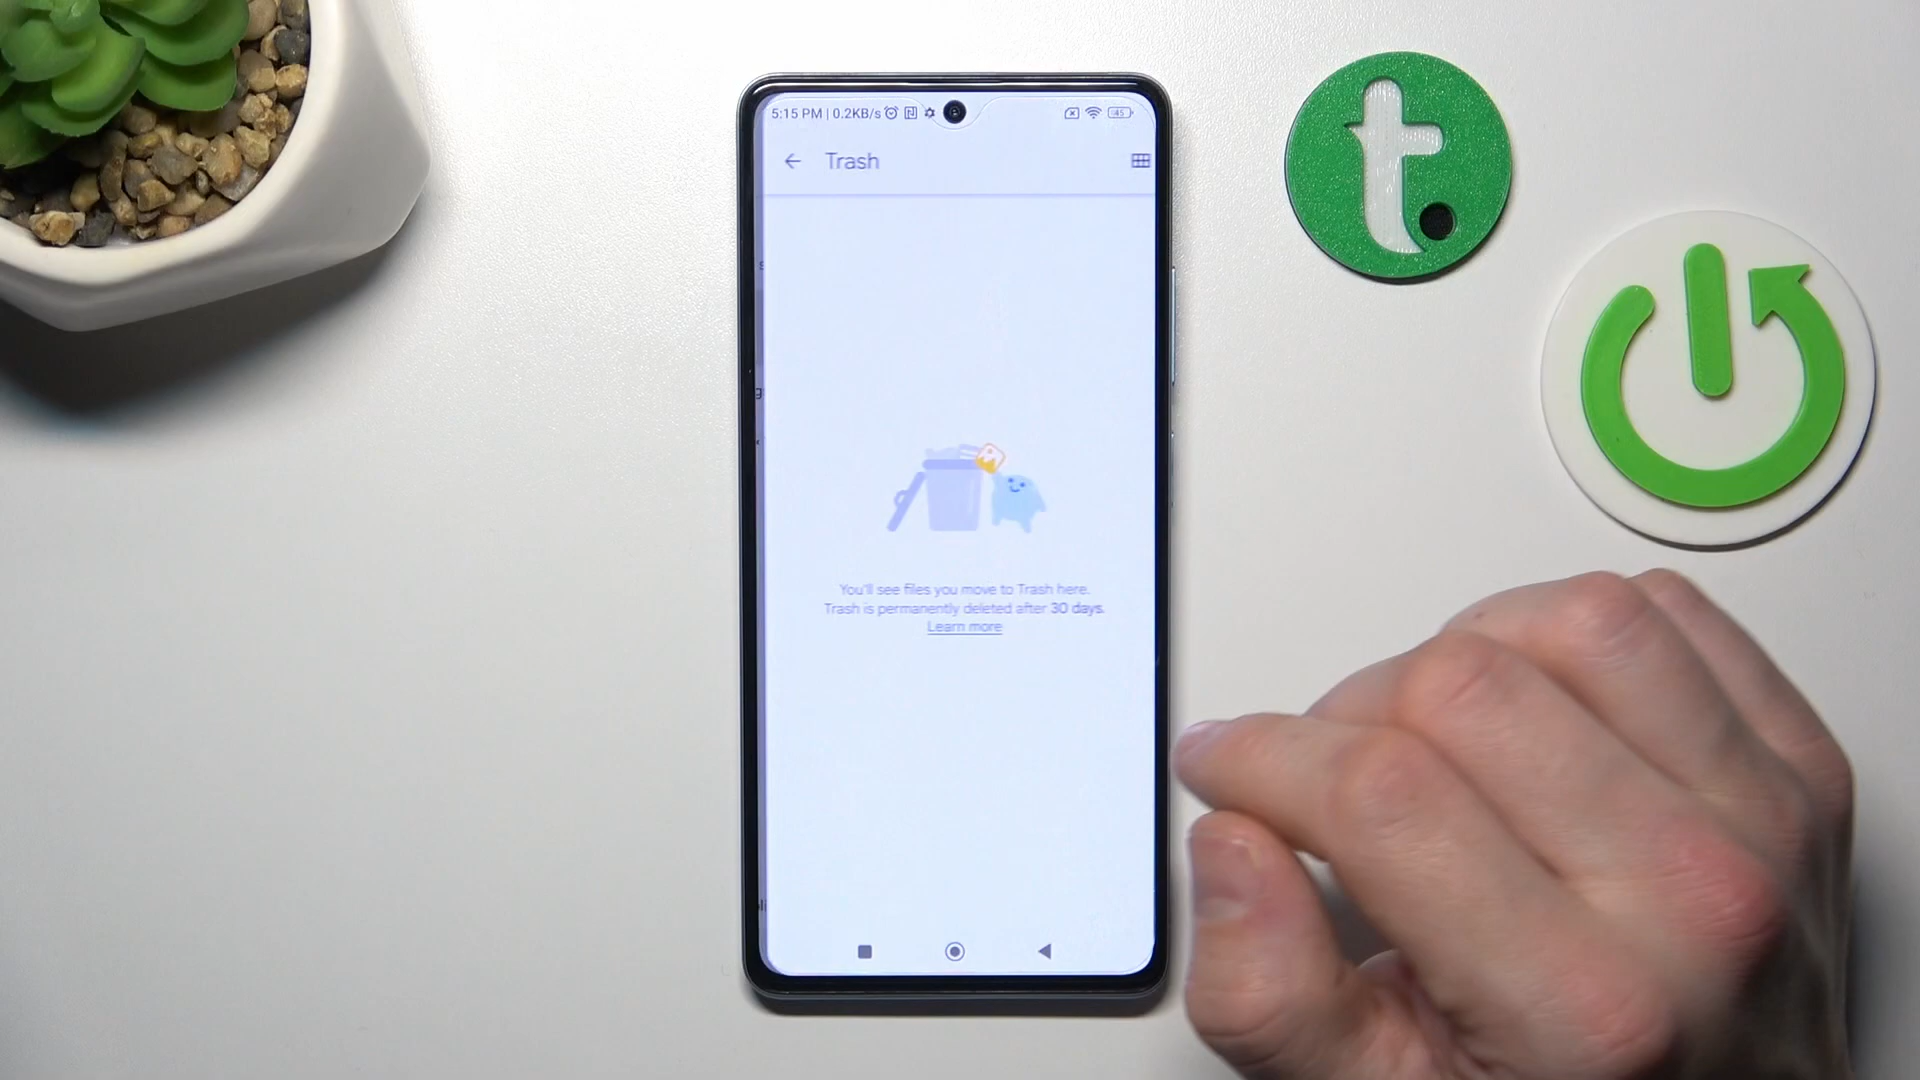 5:15 PM | 0.2KB/s
45
Trash
You'll see files you move to Trash here.
Trash is permanently deleted after 30 days.
Learn more
t